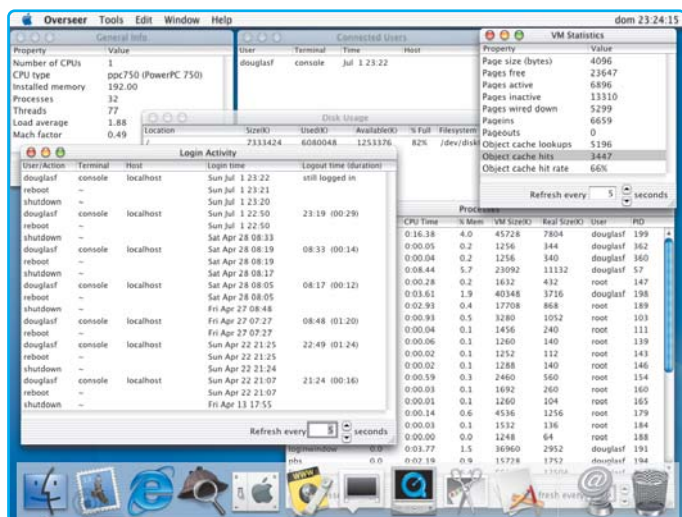 Overseer Tools Edit Window Help dom 23:24:15
General Info
Property Value
Number of CPUs 1
CPU type ppc750 (PowerPC 750)
Installed memory 192.00
Processes 32
Threads 77
Load average 1.88
Mach factor 0.49
Connected Users
User Terminal Time Host
douglasf console Jul 1 23:22
VM Statistics
Property Value
Page size (bytes) 4096
Pages free 23647
Pages active 6896
Pages inactive 13310
Pages wired down 5299
Pageins 6659
Pageouts 0
Object cache lookups 5196
Object cache hits 3447
Object cache hit rate 66%
Refresh every 5 seconds
Disk Usage
Location Size(K) Used(K) Available(K) % Full Filesystem
/ 7333424 6080048 1253376 82%
Login Activity
User/Action Terminal Host Login time Logout time (duration)
douglasf console localhost Sun Jul 1 23:22 still logged in
reboot ~ Sun Jul 1 23:21
shutdown ~ Sun Jul 1 23:20
douglasf console localhost Sun Jul 1 22:50 23:19 (00:29)
reboot ~ Sun Jul 1 22:50
shutdown ~ Sat Apr 28 08:33
douglasf console localhost Sat Apr 28 08:19 08:33 (00:14)
reboot ~ Sat Apr 28 08:19
shutdown ~ Sat Apr 28 08:17
douglasf console localhost Sat Apr 28 08:05 08:17 (00:12)
reboot ~ Sat Apr 28 08:05
shutdown ~ Fri Apr 27 08:48
douglasf console localhost Fri Apr 27 07:27 08:48 (01:20)
reboot ~ Fri Apr 27 07:27
douglasf console localhost Sun Apr 22 21:25 22:49 (01:24)
reboot ~ Sun Apr 22 21:25
shutdown ~ Sun Apr 22 21:24
douglasf console localhost Sun Apr 22 21:07 21:24 (00:16)
reboot ~ Sun Apr 22 21:07
shutdown ~ Fri Apr 13 17:55
Refresh every 5 seconds
Processes
CPU Time % Mem VM Size(K) Real Size(K) User PID
0:16.38 4.0 45728 7804 douglasf 199
0:00.05 0.2 1256 344 douglasf 362
0:00.04 0.2 1256 340 douglasf 360
0:08.44 5.7 23092 11132 douglasf 57
0:00.28 0.2 1632 432 root 147
0:03.61 1.9 40348 3716 douglasf 198
0:02.93 0.4 17708 868 root 189
0:00.93 0.5 3280 1052 root 103
0:00.04 0.1 1456 240 root 111
0:00.06 0.1 1260 140 root 139
0:00.02 0.1 1252 112 root 143
0:00.02 0.1 1288 140 root 146
0:00.59 0.3 2460 560 root 154
0:00.03 0.1 1692 260 root 160
0:00.01 0.1 1260 104 root 165
0:00.14 0.6 4536 1256 root 179
0:00.03 0.1 1532 136 root 184
0:00.00 0.0 1248 64 root 188
loginwindow 0.0 0:03.77 1.5 36960 2952 douglasf 191
pbs 0.0 0:02.19 0.9 15728 1752 douglasf 194